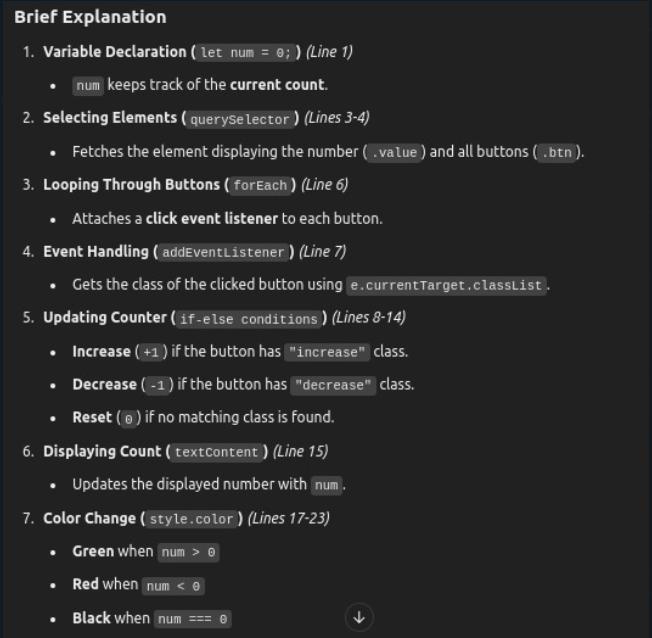 Brief Explanation
1. Variable Declaration ( let num = 0; ) (Line 1)
• num keeps track of the current count.
2. Selecting Elements ( querySelector ) (Lines 3-4)
• Fetches the element displaying the number ( .value ) and all buttons ( .btn ).
3. Looping Through Buttons ( forEach ) (Line 6)
• Attaches a click event listener to each button.
4. Event Handling ( addEventListener ) (Line 7)
• Gets the class of the clicked button using e.currentTarget.classList .
5. Updating Counter ( if-else conditions ) (Lines 8-14)
• Increase ( +1 ) if the button has "increase" class.
• Decrease ( -1 ) if the button has "decrease" class.
• Reset ( 0 ) if no matching class is found.
6. Displaying Count ( textContent ) (Line 15)
• Updates the displayed number with num .
7. Color Change ( style.color ) (Lines 17-23)
• Green when num > 0
• Red when num < 0
• Black when num === 0